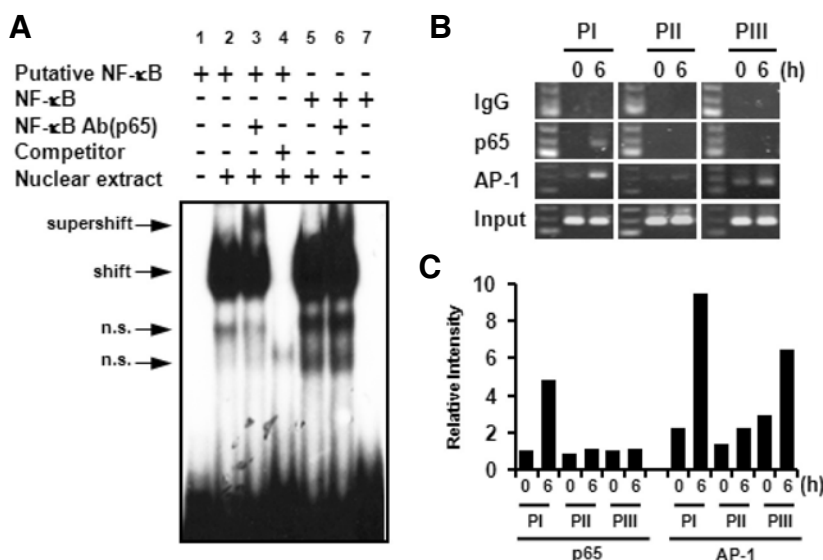 A
1 2 3 4 5 6 7
Putative NF-κB + + + + - - -
NF-κB - - - - + + +
NF-κB Ab(p65) - - + - - + -
Competitor - - - + - - -
Nuclear extract - + + + + + -
supershift
shift
n.s.
n.s.
B
PI PII PIII
0 6 0 6 0 6 (h)
IgG
p65
AP-1
Input
C
Relative Intensity
10
8
6
4
2
0
0 6 0 6 0 6 0 6 0 6 0 6 (h)
PI PII PIII PI PII PIII
p65 AP-1